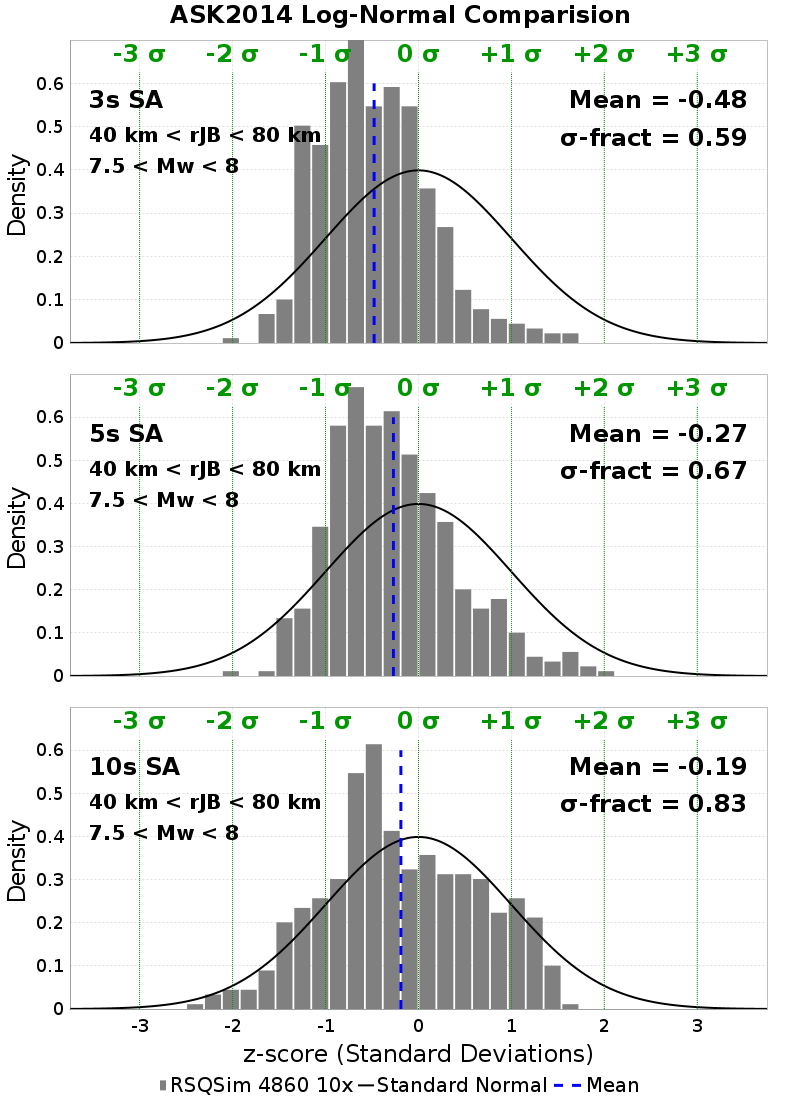 ASK2014 Log-Normal Comparision
-3 σ -2 σ -1 σ 0 σ +1 σ +2 σ +3 σ
3s SA
Mean = -0.48
40 km < rJB < 80 km
σ-fract = 0.59
7.5 < Mw < 8
Density
0.6
0.5
0.4
0.3
0.2
0.1
0
-3 σ -2 σ -1 σ 0 σ +1 σ +2 σ +3 σ
5s SA
Mean = -0.27
40 km < rJB < 80 km
σ-fract = 0.67
7.5 < Mw < 8
Density
0.6
0.5
0.4
0.3
0.2
0.1
0
-3 σ -2 σ -1 σ 0 σ +1 σ +2 σ +3 σ
10s SA
Mean = -0.19
40 km < rJB < 80 km
σ-fract = 0.83
7.5 < Mw < 8
Density
0.6
0.5
0.4
0.3
0.2
0.1
0
-3 -2 -1 0 1 2 3
z-score (Standard Deviations)
RSQSim 4860 10x Standard Normal Mean